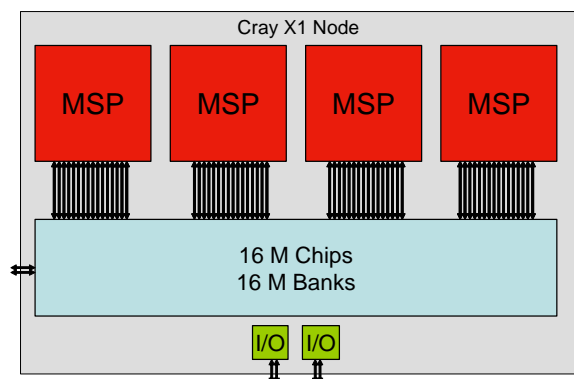 Cray X1 Node
MSP MSP MSP MSP
16 M Chips
16 M Banks
I/O I/O